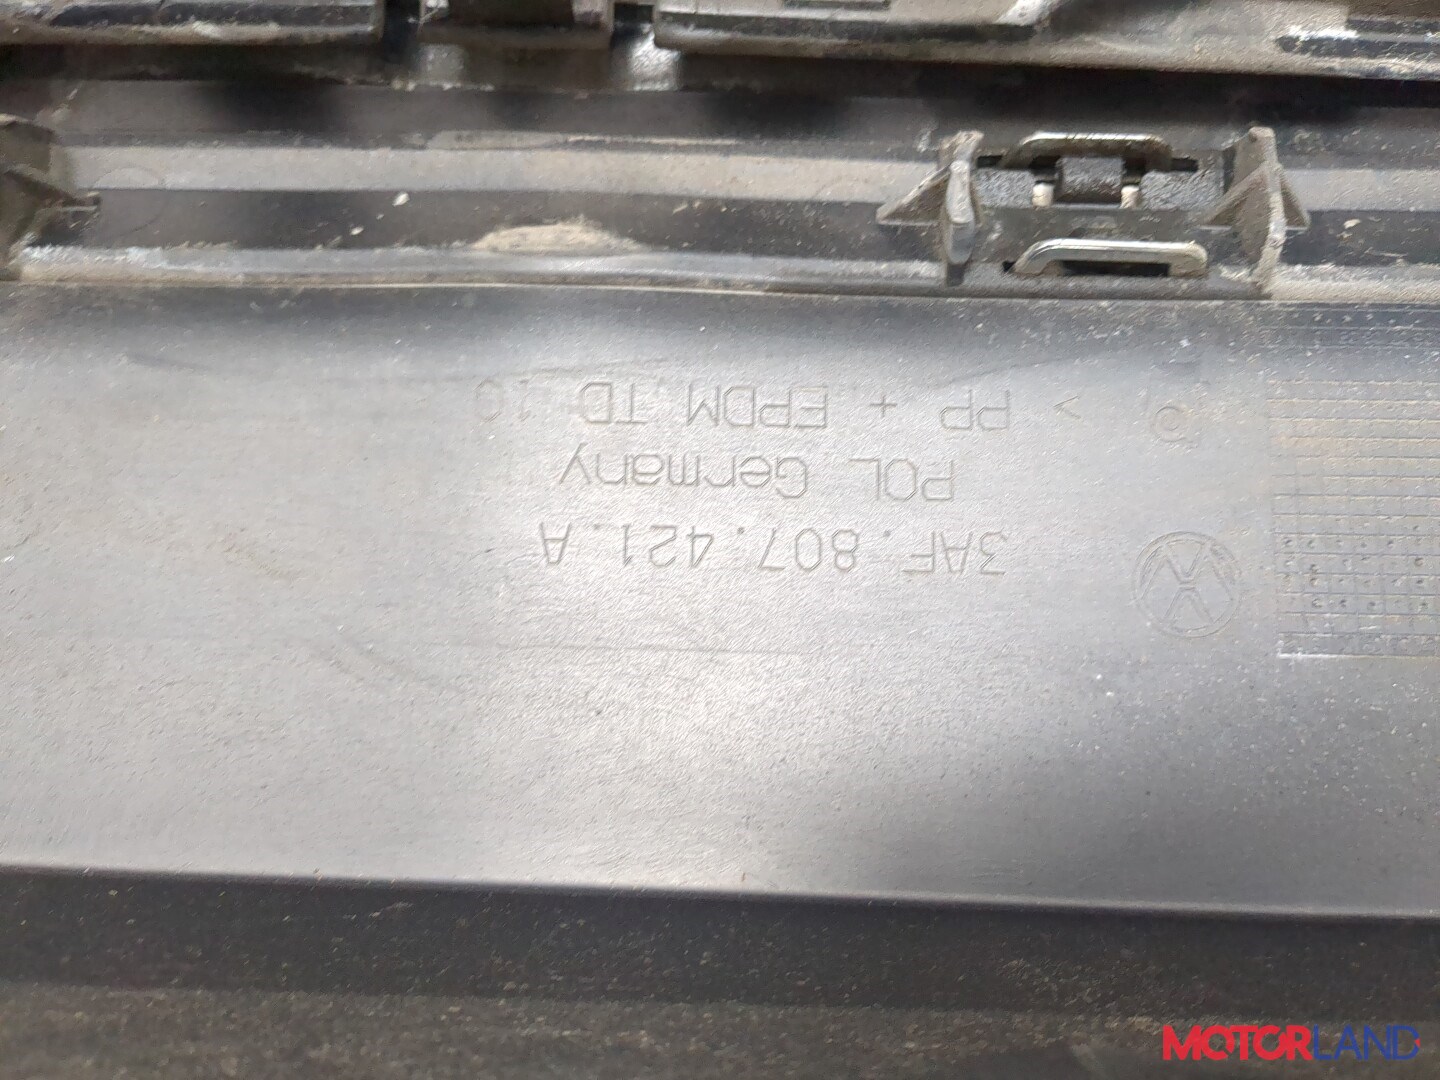 3AF.807.421.A
POL Germany
> PP + EPDM TD 10
MOTORLAND